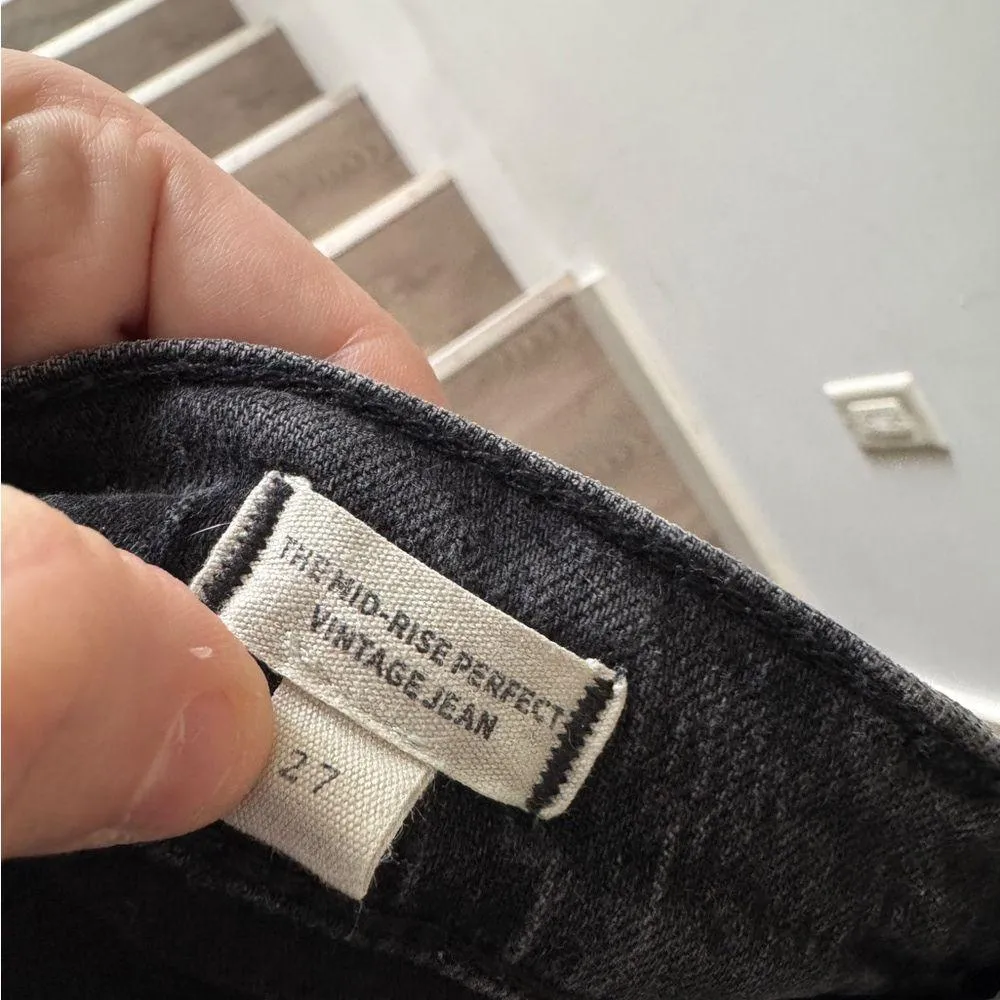 THE MID-RISE PERFECT
VINTAGE JEAN
27